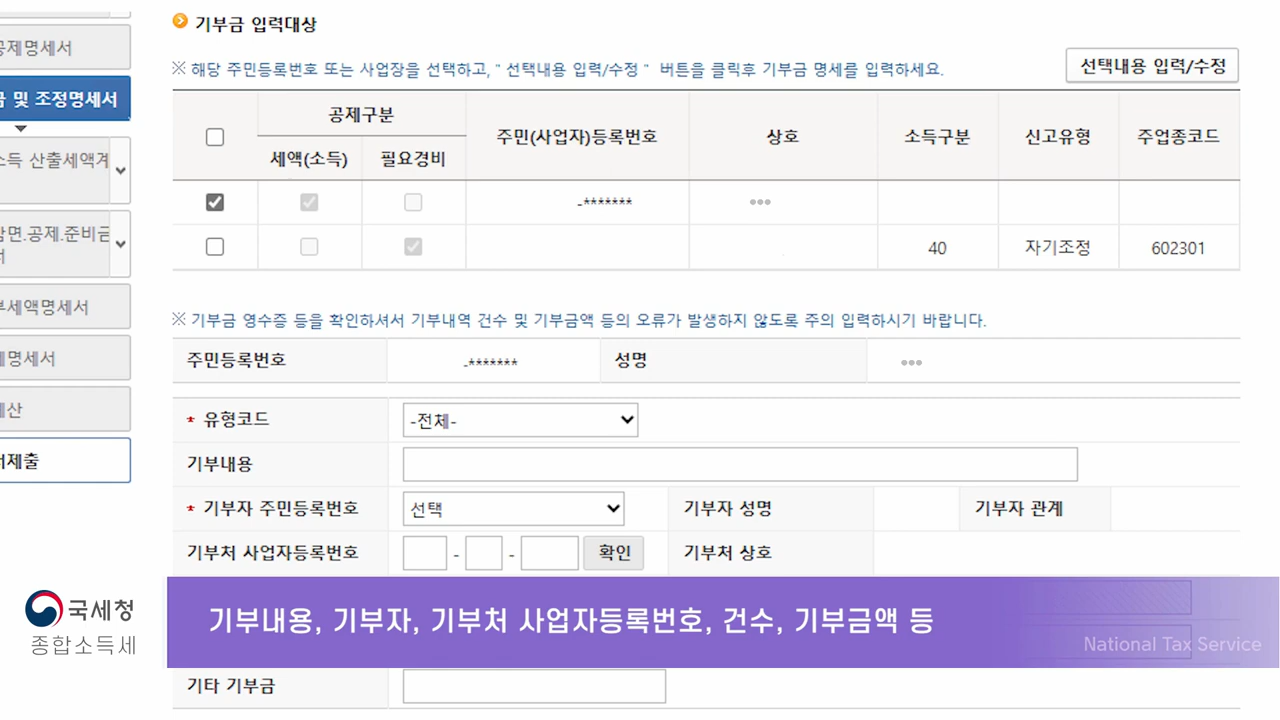 기부금 입력대상
공제명세서
※ 해당 주민등록번호 또는 사업장을 선택하고, " 선택내용 입력/수정 " 버튼을 클릭후 기부금 명세를 입력하세요.
선택내용 입력/수정
금 및 조정명세서
공제구분
주민(사업자)등록번호
상호
소득구분
신고유형
주업종코드
세액(소득)
필요경비
소득 산출세액계
-*******
•••
감면.공제.준비금
서
40
자기조정
602301
부세액명세서
※ 기부금 영수증 등을 확인하셔서 기부내역 건수 및 기부금액 등의 오류가 발생하지 않도록 주의 입력하시기 바랍니다.
제명세서
주민등록번호
-*******
성명
•••
계산
* 유형코드
-전체-
서제출
기부내용
* 기부자 주민등록번호
선택
기부자 성명
기부자 관계
기부처 사업자등록번호
-
-
확인
기부처 상호
국세청
종합소득세
기부내용, 기부자, 기부처 사업자등록번호, 건수, 기부금액 등
National Tax Service
기타 기부금